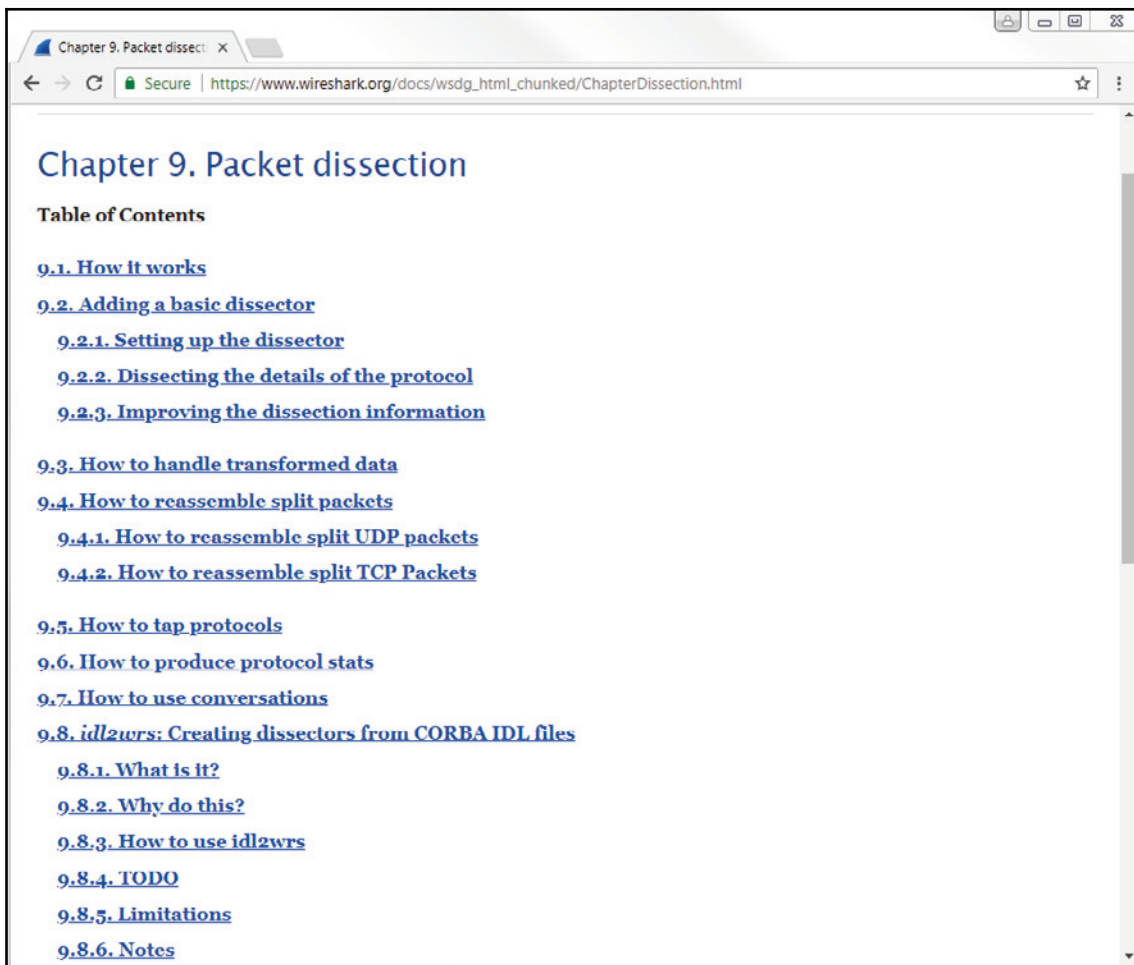 Chapter 9. Packet dissect
Secure | https://www.wireshark.org/docs/wsdg_html_chunked/ChapterDissection.html
Chapter 9. Packet dissection
Table of Contents
9.1. How it works
9.2. Adding a basic dissector
9.2.1. Setting up the dissector
9.2.2. Dissecting the details of the protocol
9.2.3. Improving the dissection information
9.3. How to handle transformed data
9.4. How to reassemble split packets
9.4.1. How to reassemble split UDP packets
9.4.2. How to reassemble split TCP Packets
9.5. How to tap protocols
9.6. How to produce protocol stats
9.7. How to use conversations
9.8. idl2wrs: Creating dissectors from CORBA IDL files
9.8.1. What is it?
9.8.2. Why do this?
9.8.3. How to use idl2wrs
9.8.4. TODO
9.8.5. Limitations
9.8.6. Notes